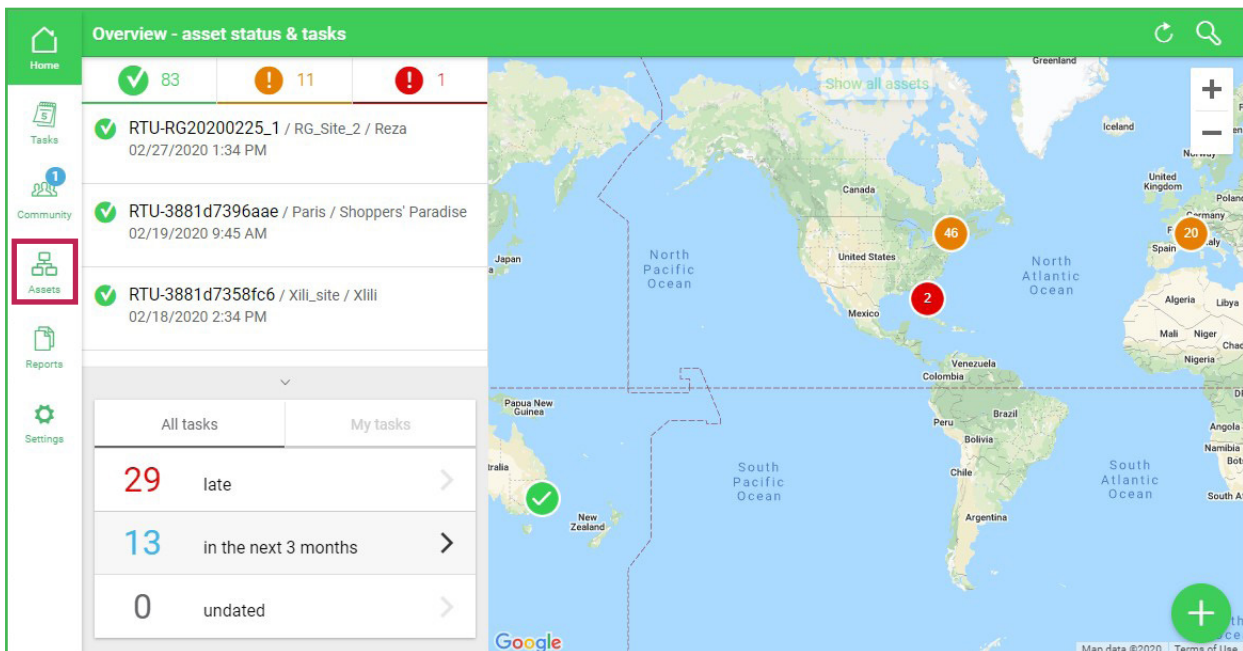 Overview - asset status & tasks
Home
Tasks
5
Community
1
Assets
Reports
Settings
83
! 11
! 1
RTU-RG20200225_1 / RG_Site_2 / Reza
02/27/2020 1:34 PM
RTU-3881d7396aae / Paris / Shoppers' Paradise
02/19/2020 9:45 AM
RTU-3881d7358fc6 / Xili_site / Xlili
02/18/2020 2:34 PM
All tasks My tasks
29 late
13 in the next 3 months
0 undated
Show all assets
+
−
Greenland
Iceland
Norway
United
Kingdom
Poland
Germany
20
Spain
Canada
46
Japan
North
Pacific
Ocean
United States
North
Atlantic
Ocean
2
Mexico
Algeria
Libya
Mali
Niger
Chad
Nigeria
Venezuela
Colombia
Papua New
Guinea
Brazil
Peru
Bolivia
Angola
Namibia
Bot
tralia
South
Pacific
Ocean
Chile
South
Atlantic
Ocean
South A
New
Zealand
Argentina
+
Google
Map data ©2020 Terms of Use